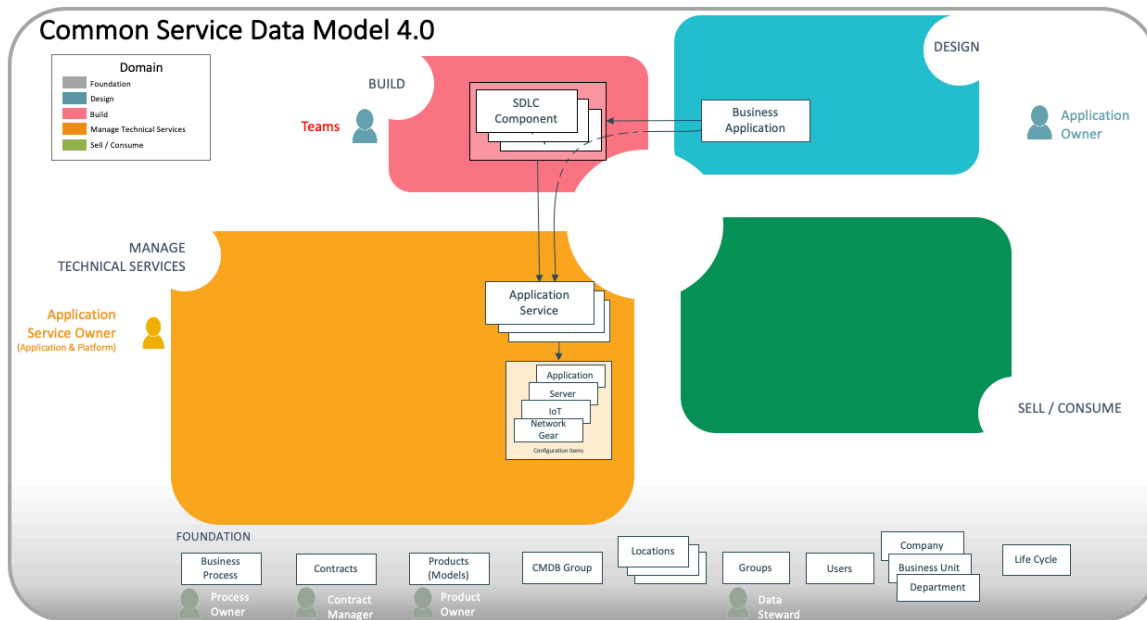 Common Service Data Model 4.0
Domain
Foundation
Design
Build
Manage Technical Services
Sell / Consume
BUILD
DESIGN
Teams
SDLC
Component
Business
Application
Application
Owner
MANAGE
TECHNICAL SERVICES
Application
Service Owner
(Application & Platform)
Application
Service
Application
Server
IoT
Network
Gear
Configuration Items
SELL / CONSUME
FOUNDATION
Business
Process
Contracts
Products
(Models)
CMDB Group
Locations
Groups
Users
Company
Business Unit
Department
Life Cycle
Process
Owner
Contract
Manager
Product
Owner
Data
Steward